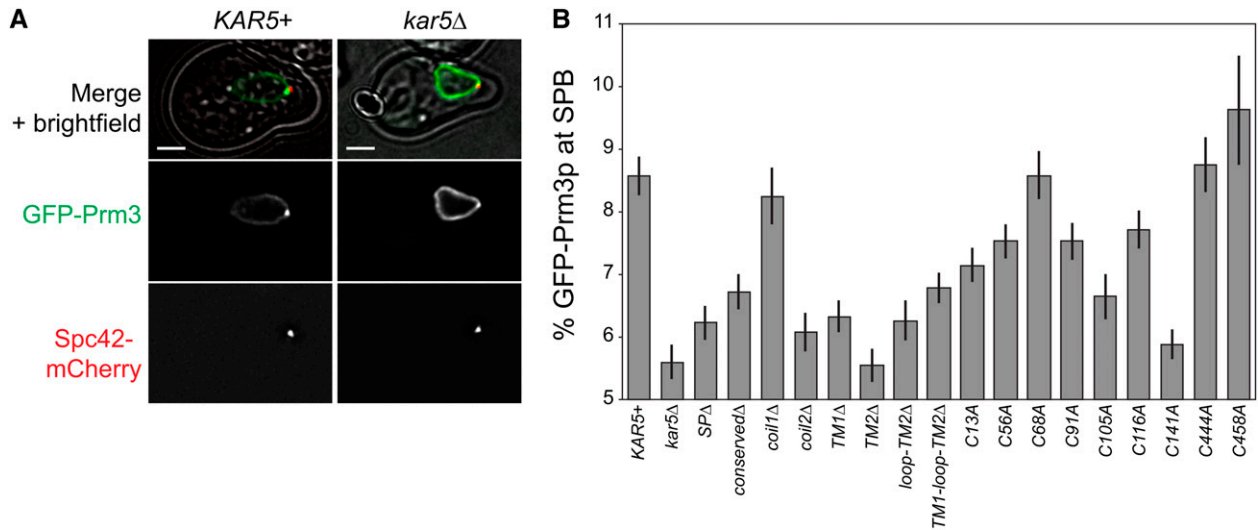 A
KAR5+
kar5Δ
Merge
+ brightfield
GFP-Prm3
Spc42-
mCherry
B
% GFP-Prm3p at SPB
11
10
9
8
7
6
5
KAR5+
kar5Δ
SPΔ
conservedΔ
coil1Δ
coil2Δ
TM1Δ
TM2Δ
loop-TM2Δ
TM1-loop-TM2Δ
C13A
C56A
C68A
C91A
C105A
C116A
C141A
C444A
C458A